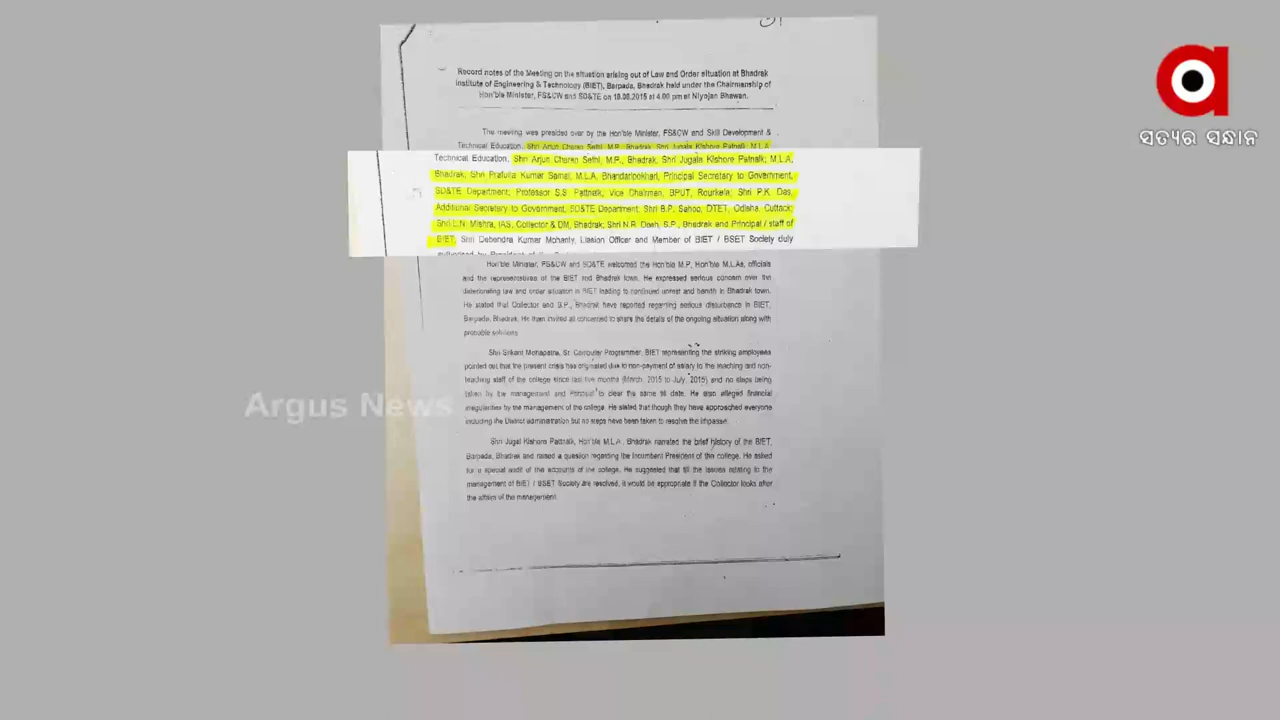 Record notes of the Meeting on the situation arising out of Law and Order situation at Bhadrak
Institute of Engineering & Technology (BIET), Barpada, Bhadrak held under the Chairmanship of
Hon'ble Minister, FS&CW and SD&TE on 18.08.2015 at 4.00 pm at Niyojan Bhawan.
The meeting was presided over by the Hon'ble Minister, FS&CW and Skill Development &
Technical Education, Shri Arjun Charan Sethi, M.P., Bhadrak, Shri Jugala Kishore Patnaik, M.L.A,
Technical Education, Shri Arjun Charan Sethi, M.P., Bhadrak, Shri Jugala Kishore Patnaik, M.L.A,
Bhadrak, Shri Prafulla Kumar Samal, M.L.A, Bhandaripokhari, Principal Secretary to Government,
SD&TE Department, Professor S.S. Pattnaik, Vice Chairman, BPUT, Rourkela, Shri P.K. Das,
Additional Secretary to Government, SD&TE Department, Shri B.P. Sahoo, DTET, Odisha, Cuttack;
Shri L.N. Mishra, IAS, Collector & DM, Bhadrak, Shri N.R. Dash, S.P., Bhadrak and Principal / staff of
BIET, Shri Debendra Kumar Mohanty, Liasion Officer and Member of BIET / BSET Society duly
Hon'ble Minister, FS&CW and SD&TE welcomed the Hon'ble M.P, Hon'ble M.L.As, officials
and the representatives of the BIET and Bhadrak town. He expressed serious concern over the
deteriorating law and order situation in BIET leading to continued unrest and bandh in Bhadrak town.
He stated that Collector and S.P., Bhadrak have reported regarding serious disturbance in BIET,
Barpada, Bhadrak. He then invited all concerned to share the details of the ongoing situation along with
probable solutions.
Shri Srikant Mohapatra, Sr. Computer Programmer, BIET representing the striking employees
pointed out that the present crisis has originated due to non-payment of salary to the teaching and non-
teaching staff of the college since last five months (March, 2015 to July, 2015) and no steps being
taken by the management and Principal to clear the same till date. He also alleged financial
irregularities by the management of the college. He stated that though they have approached everyone
including the District administration but no steps have been taken to resolve the impasse.
Shri Jugal Kishore Pattnaik, Hon'ble M.L.A., Bhadrak narrated the brief history of the BIET,
Barpada, Bhadrak and raised a question regarding the incumbent President of the college. He asked
for a special audit of the accounts of the college. He suggested that till the issues relating to the
management of BIET / BSET Society are resolved, it would be appropriate if the Collector looks after
the affairs of the management.
Argus News
ସତ୍ୟର ସନ୍ଧାନ